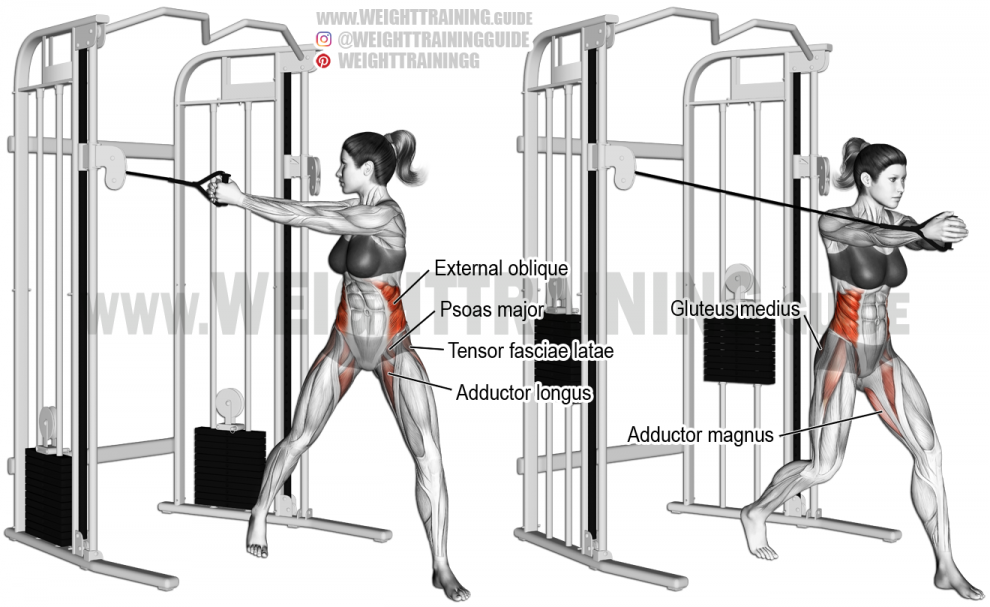 www.WEIGHTTRAINING.GUIDE
@WEIGHTTRAININGGUIDE
WEIGHTTRAININGG
www.WEIGHTTRAINING.GUIDE
External oblique
Psoas major
Tensor fasciae latae
Adductor longus
Gluteus medius
Adductor magnus